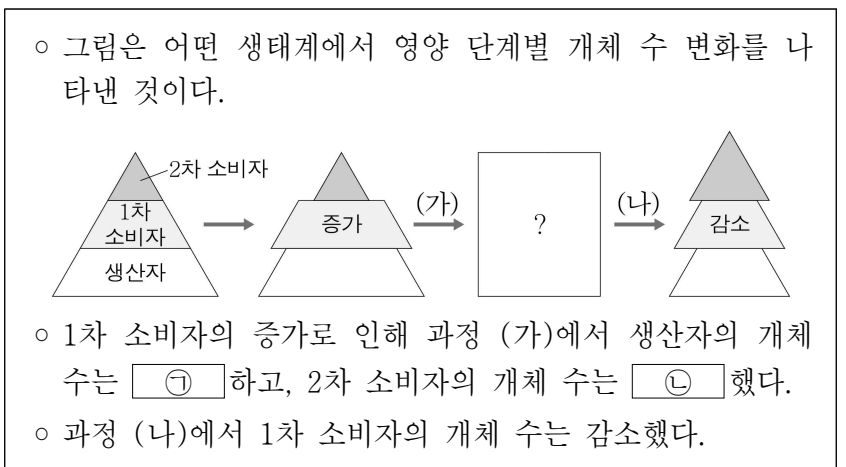 ○ 그림은 어떤 생태계에서 영양 단계별 개체 수 변화를 나
타낸 것이다.
2차 소비자
1차
소비자
생산자
증가
(가)
?
(나)
감소
○ 1차 소비자의 증가로 인해 과정 (가)에서 생산자의 개체
수는 ㉠ 하고, 2차 소비자의 개체 수는 ㉡ 했다.
○ 과정 (나)에서 1차 소비자의 개체 수는 감소했다.